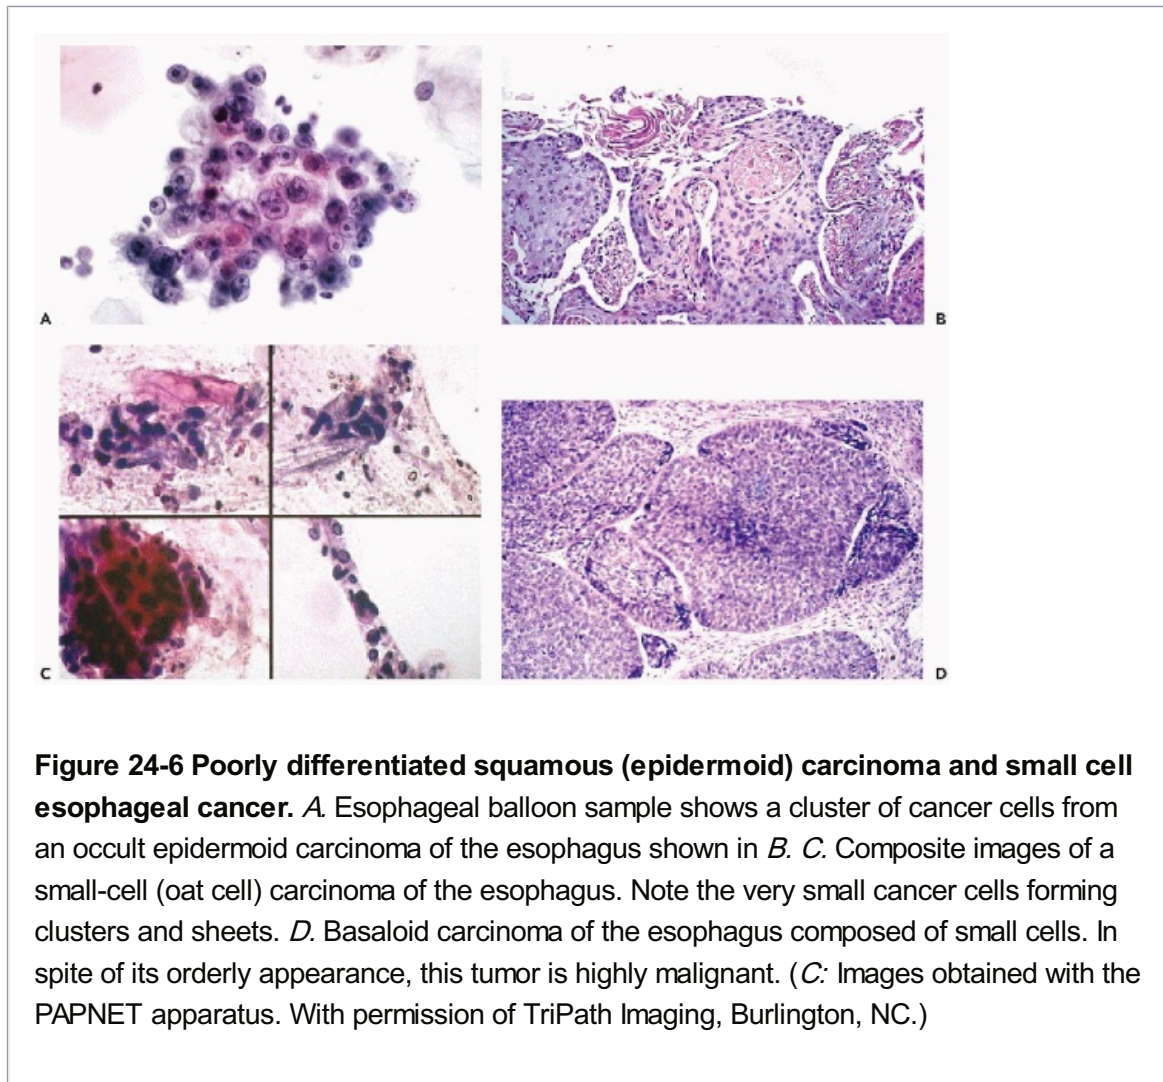 A
B
C
D
Figure 24-6 Poorly differentiated squamous (epidermoid) carcinoma and small cell
esophageal cancer. A. Esophageal balloon sample shows a cluster of cancer cells from
an occult epidermoid carcinoma of the esophagus shown in B. C. Composite images of a
small-cell (oat cell) carcinoma of the esophagus. Note the very small cancer cells forming
clusters and sheets. D. Basaloid carcinoma of the esophagus composed of small cells. In
spite of its orderly appearance, this tumor is highly malignant. (C: Images obtained with the
PAPNET apparatus. With permission of TriPath Imaging, Burlington, NC.)